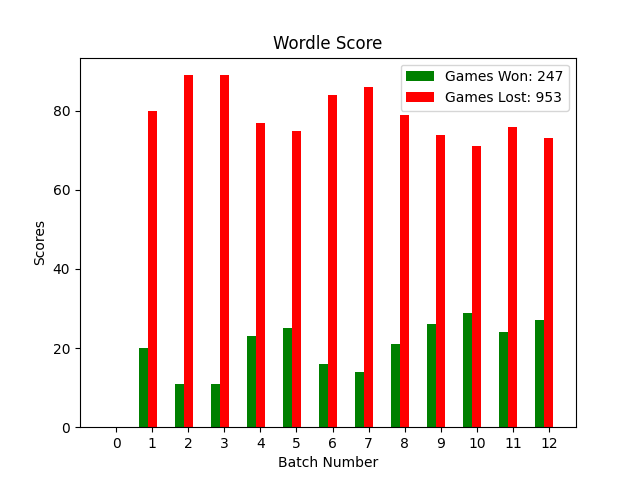 Wordle Score
Games Won: 247
Games Lost: 953
80
60
40
20
0
Scores
0 1 2 3 4 5 6 7 8 9 10 11 12
Batch Number